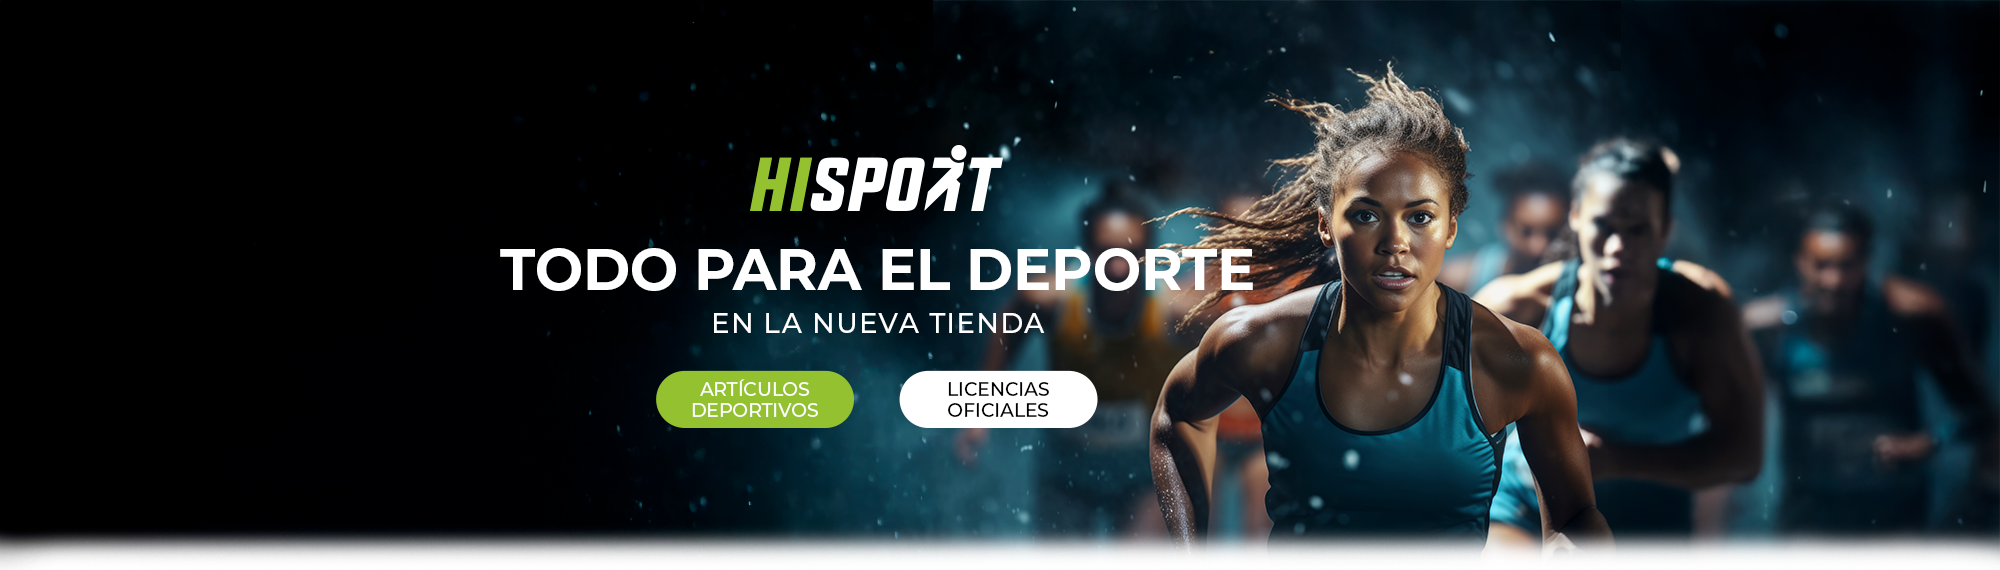 HISPORT
TODO PARA EL DEPORTE
EN LA NUEVA TIENDA
ARTÍCULOS
DEPORTIVOS
LICENCIAS
OFICIALES